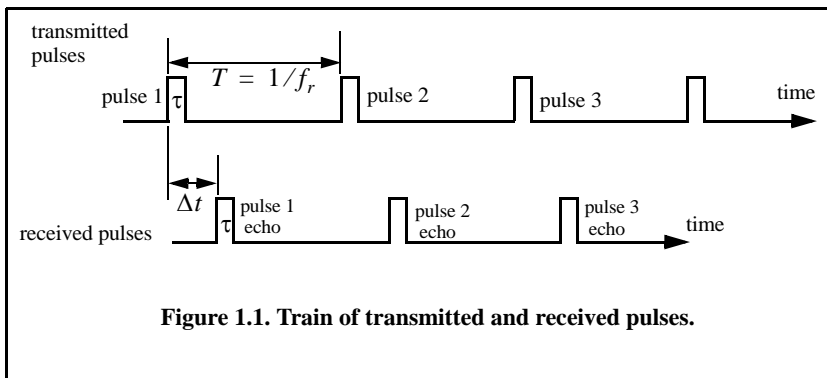 transmitted
pulses
T = 1/f_r
pulse 1
τ
pulse 2
pulse 3
time
Δt
received pulses
τ
pulse 1
echo
pulse 2
echo
pulse 3
echo
time
Figure 1.1. Train of transmitted and received pulses.